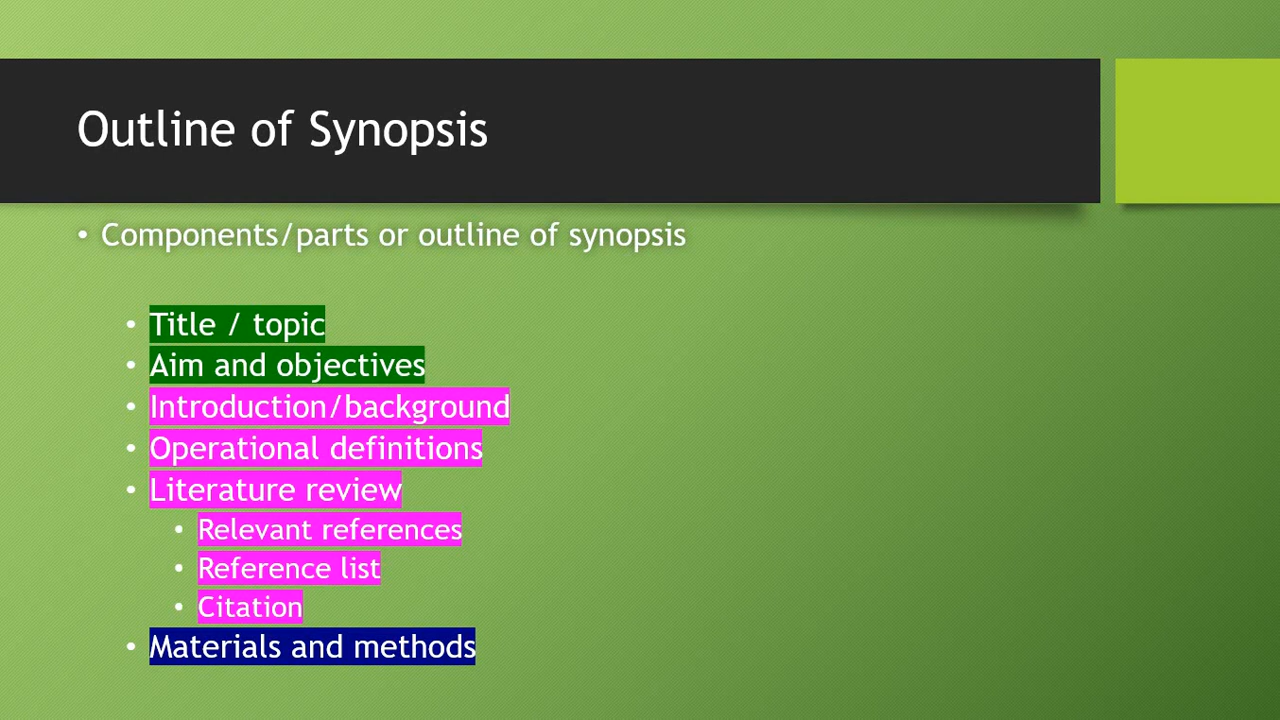 Outline of Synopsis
• Components/parts or outline of synopsis
• Title / topic
• Aim and objectives
• Introduction/background
• Operational definitions
• Literature review
• Relevant references
• Reference list
• Citation
• Materials and methods